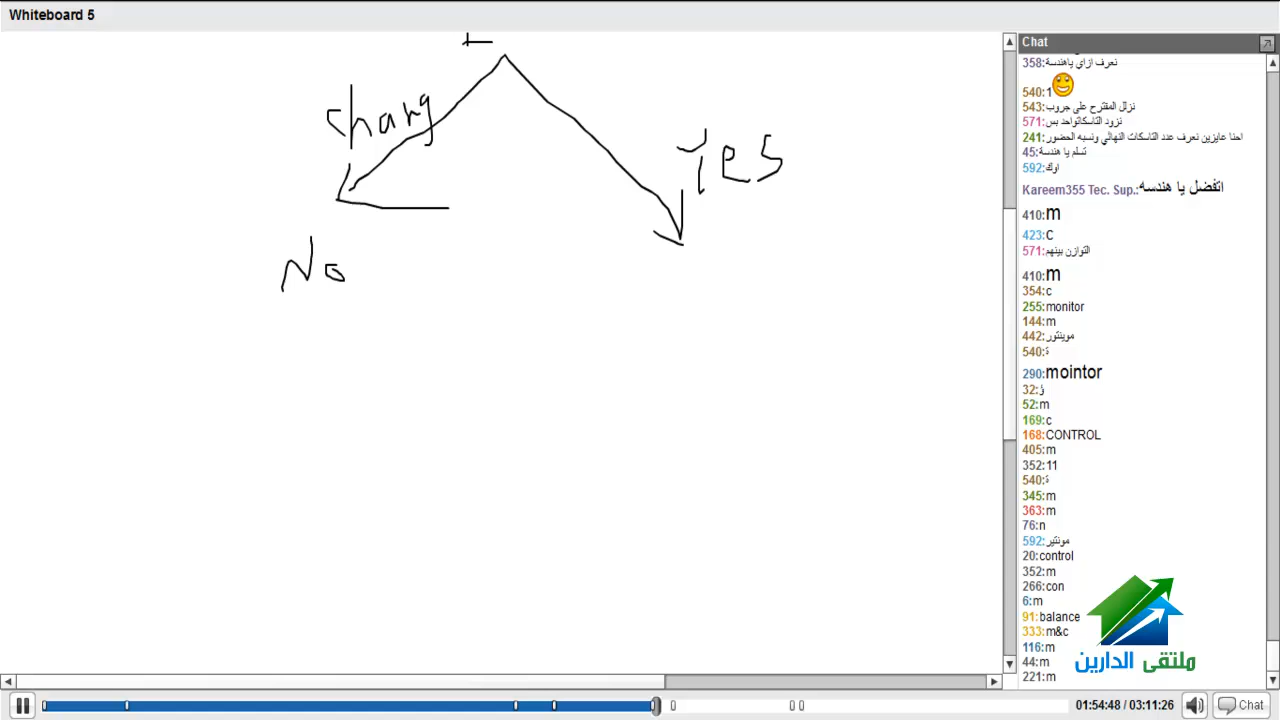 Whiteboard 5
Chang
Yes
No
Chat
358: نعرف ازاي ياهندسة
540: 1
543: نزلل المقترح على جروب
571: نزود التاسكاتواحد بس
241: احنا عايزين نعرف عدد التاسكات النهائي ونسبه الحضور
45: تسلم يا هندسة
592: اوك
Kareem355 Tec. Sup.: اتفضل يا هندسه
410: m
423: C
571: التوازن بينهم
410: m
354: c
255: monitor
144: m
442: موينتور
540: ة
290: mointor
32: ؤ
52: m
169: c
168: CONTROL
405: m
352: 11
540: ة
345: m
363: m
76: n
592: مونتير
20: control
352: m
266: con
6: m
91: balance
333: m&c
116: m
44: m
221: m
ملتقى الدارين
01:54:48 / 03:11:26
Chat